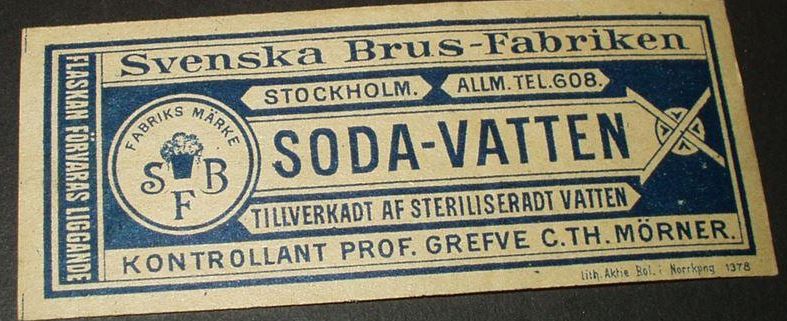 Svenska Brus-Fabriken
STOCKHOLM.
ALLM. TEL. 608.
FLASKAN FÖRVARAS LIGGANDE
FABRIKS MÄRKE
S F B
SODA-VATTEN
TILLVERKADT AF STERILISERADT VATTEN
KONTROLLANT PROF. GREFVE C. TH. MÖRNER.
Lith. Aktie Bol. i Norrkpng 1378